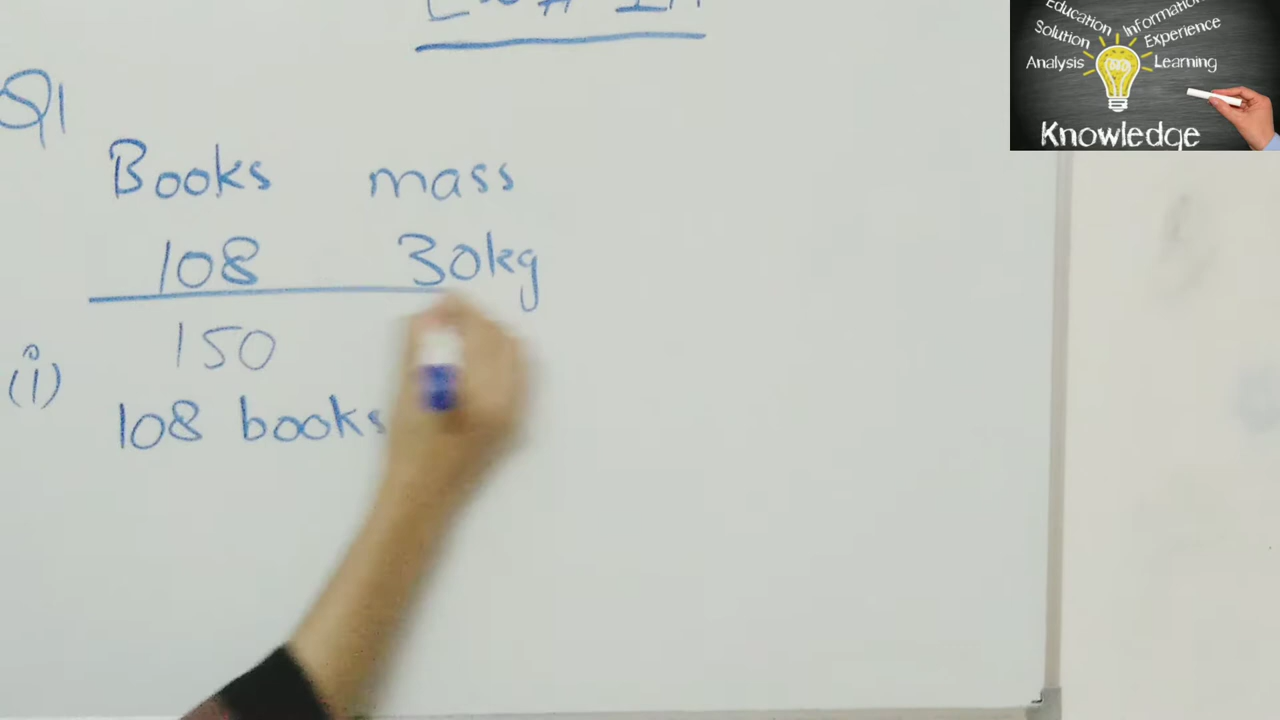 Q1
Books mass
108 30kg
150
(i)
108 books
Education Information
Solution Experience
Analysis Learning
Knowledge